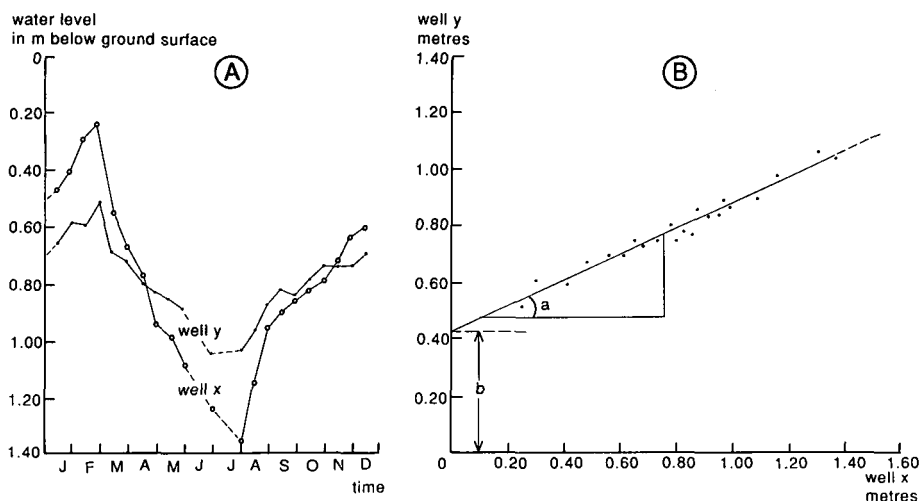 water level
in m below ground surface
A
0
0.20
0.40
0.60
0.80
1.00
1.20
1.40
well y
well x
J F M A M J J A S O N D
time
well y
metres
B
1.40
1.20
1.00
0.80
0.60
0.40
0.20
a
b
0.20 0.40 0.60 0.80 1.00 1.20 1.40 1.60
well x
metres